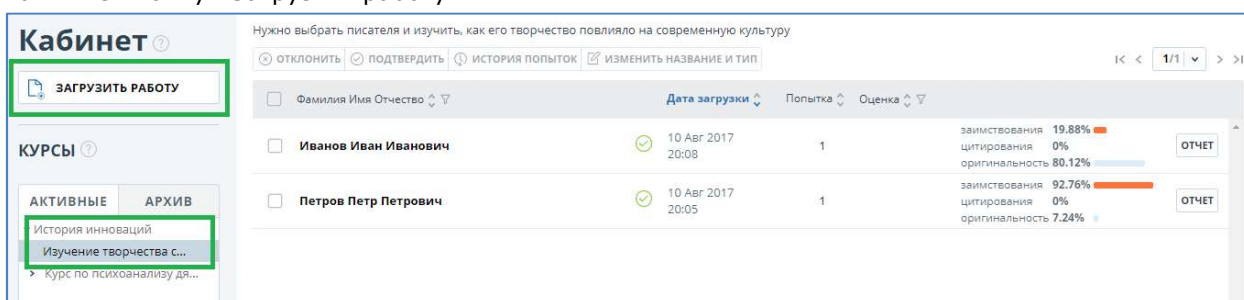 Кабинет
ЗАГРУЗИТЬ РАБОТУ
КУРСЫ
АКТИВНЫЕ АРХИВ
История инноваций
Изучение творчества с...
Курс по психоанализу дя...
Нужно выбрать писателя и изучить, как его творчество повлияло на современную культуру
ОТКЛОНИТЬ ПОДТВЕРДИТЬ ИСТОРИЯ ПОПЫТОК ИЗМЕНИТЬ НАЗВАНИЕ И ТИП 1/1
Фамилия Имя Отчество Дата загрузки Попытка Оценка
Иванов Иван Иванович 10 Авг 2017 20:08 1
заимствования 19.88%
цитирования 0%
оригинальность 80.12%
ОТЧЕТ
Петров Петр Петрович 10 Авг 2017 20:05 1
заимствования 92.76%
цитирования 0%
оригинальность 7.24%
ОТЧЕТ